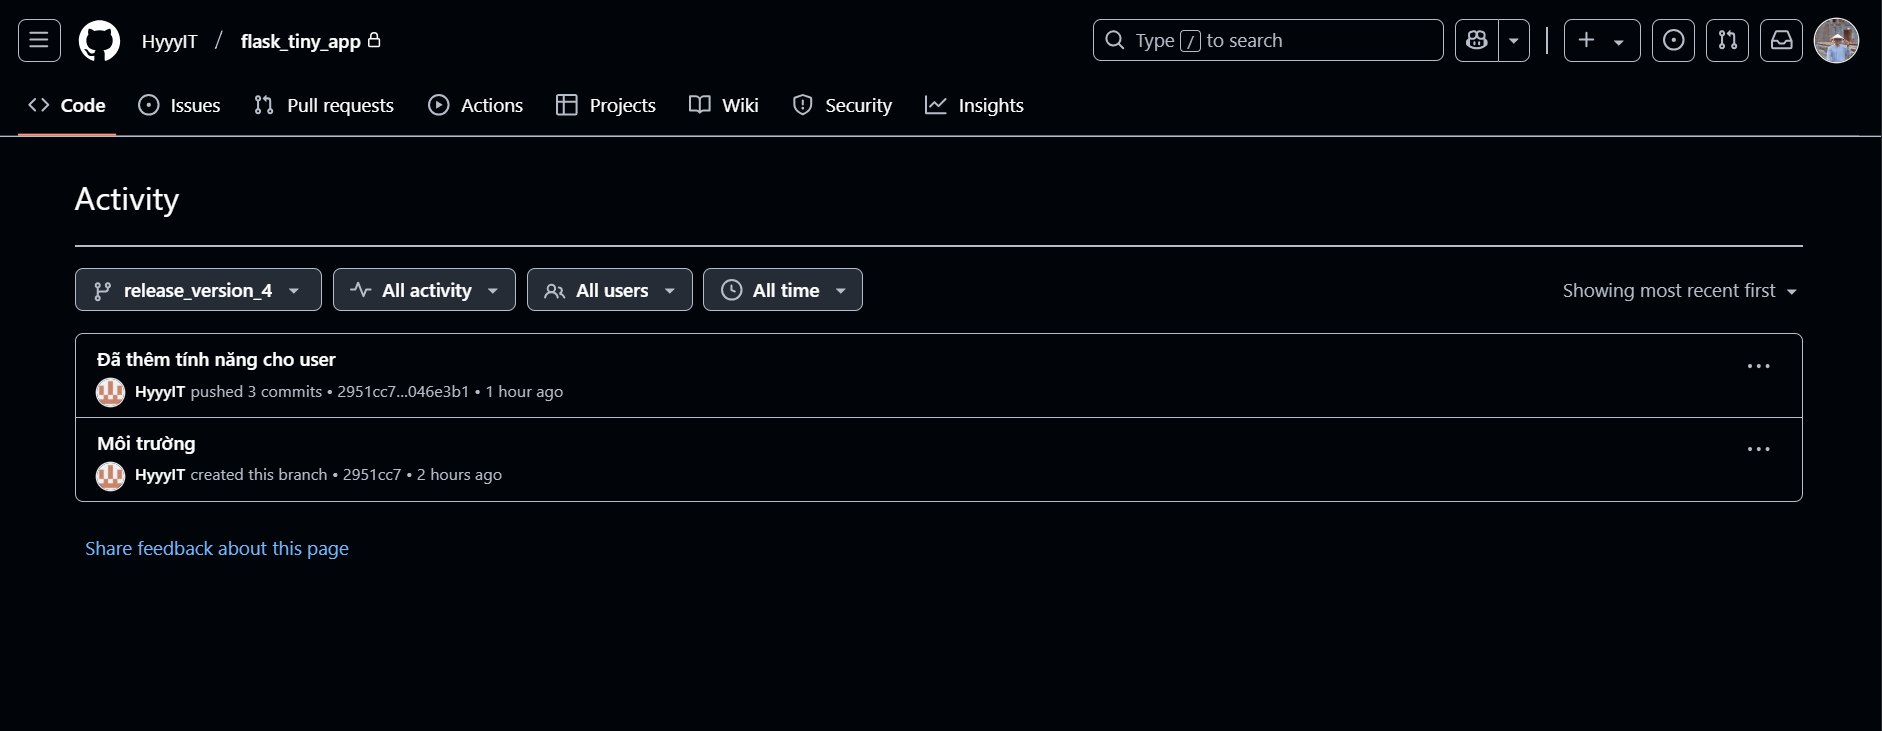 HyyyIT / flask_tiny_app
Type / to search
Code Issues Pull requests Actions Projects Wiki Security Insights
Activity
release_version_4 All activity All users All time Showing most recent first
Đã thêm tính năng cho user
HyyyIT pushed 3 commits • 2951cc7...046e3b1 • 1 hour ago
Môi trường
HyyyIT created this branch • 2951cc7 • 2 hours ago
Share feedback about this page